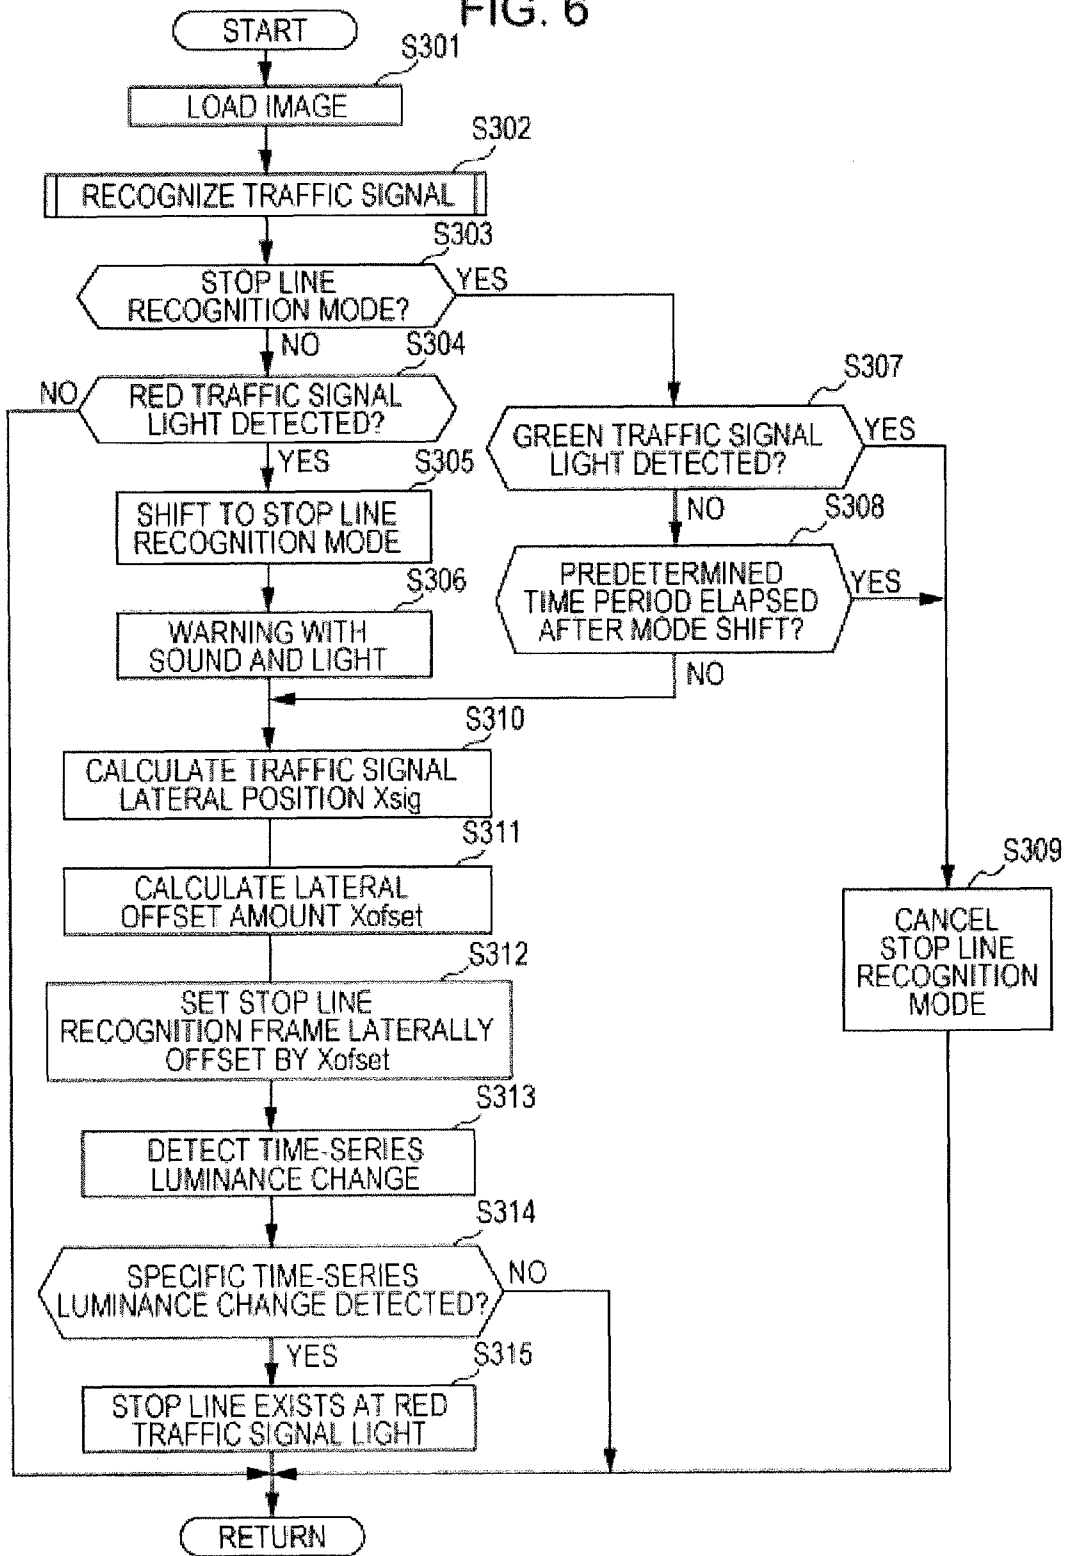 FIG. 6
START
S301
LOAD IMAGE
S302
RECOGNIZE TRAFFIC SIGNAL
S303
STOP LINE
RECOGNITION MODE?
YES
NO
S304
RED TRAFFIC SIGNAL
LIGHT DETECTED?
NO
YES
S305
SHIFT TO STOP LINE
RECOGNITION MODE
S306
WARNING WITH
SOUND AND LIGHT
S307
GREEN TRAFFIC SIGNAL
LIGHT DETECTED?
YES
NO
S308
PREDETERMINED
TIME PERIOD ELAPSED
AFTER MODE SHIFT?
YES
NO
S310
CALCULATE TRAFFIC SIGNAL
LATERAL POSITION Xsig
S311
CALCULATE LATERAL
OFFSET AMOUNT Xofset
S309
CANCEL
STOP LINE
RECOGNITION
MODE
S312
SET STOP LINE
RECOGNITION FRAME LATERALLY
OFFSET BY Xofset
S313
DETECT TIME-SERIES
LUMINANCE CHANGE
S314
SPECIFIC TIME-SERIES
LUMINANCE CHANGE DETECTED?
NO
YES
S315
STOP LINE EXISTS AT RED
TRAFFIC SIGNAL LIGHT
RETURN